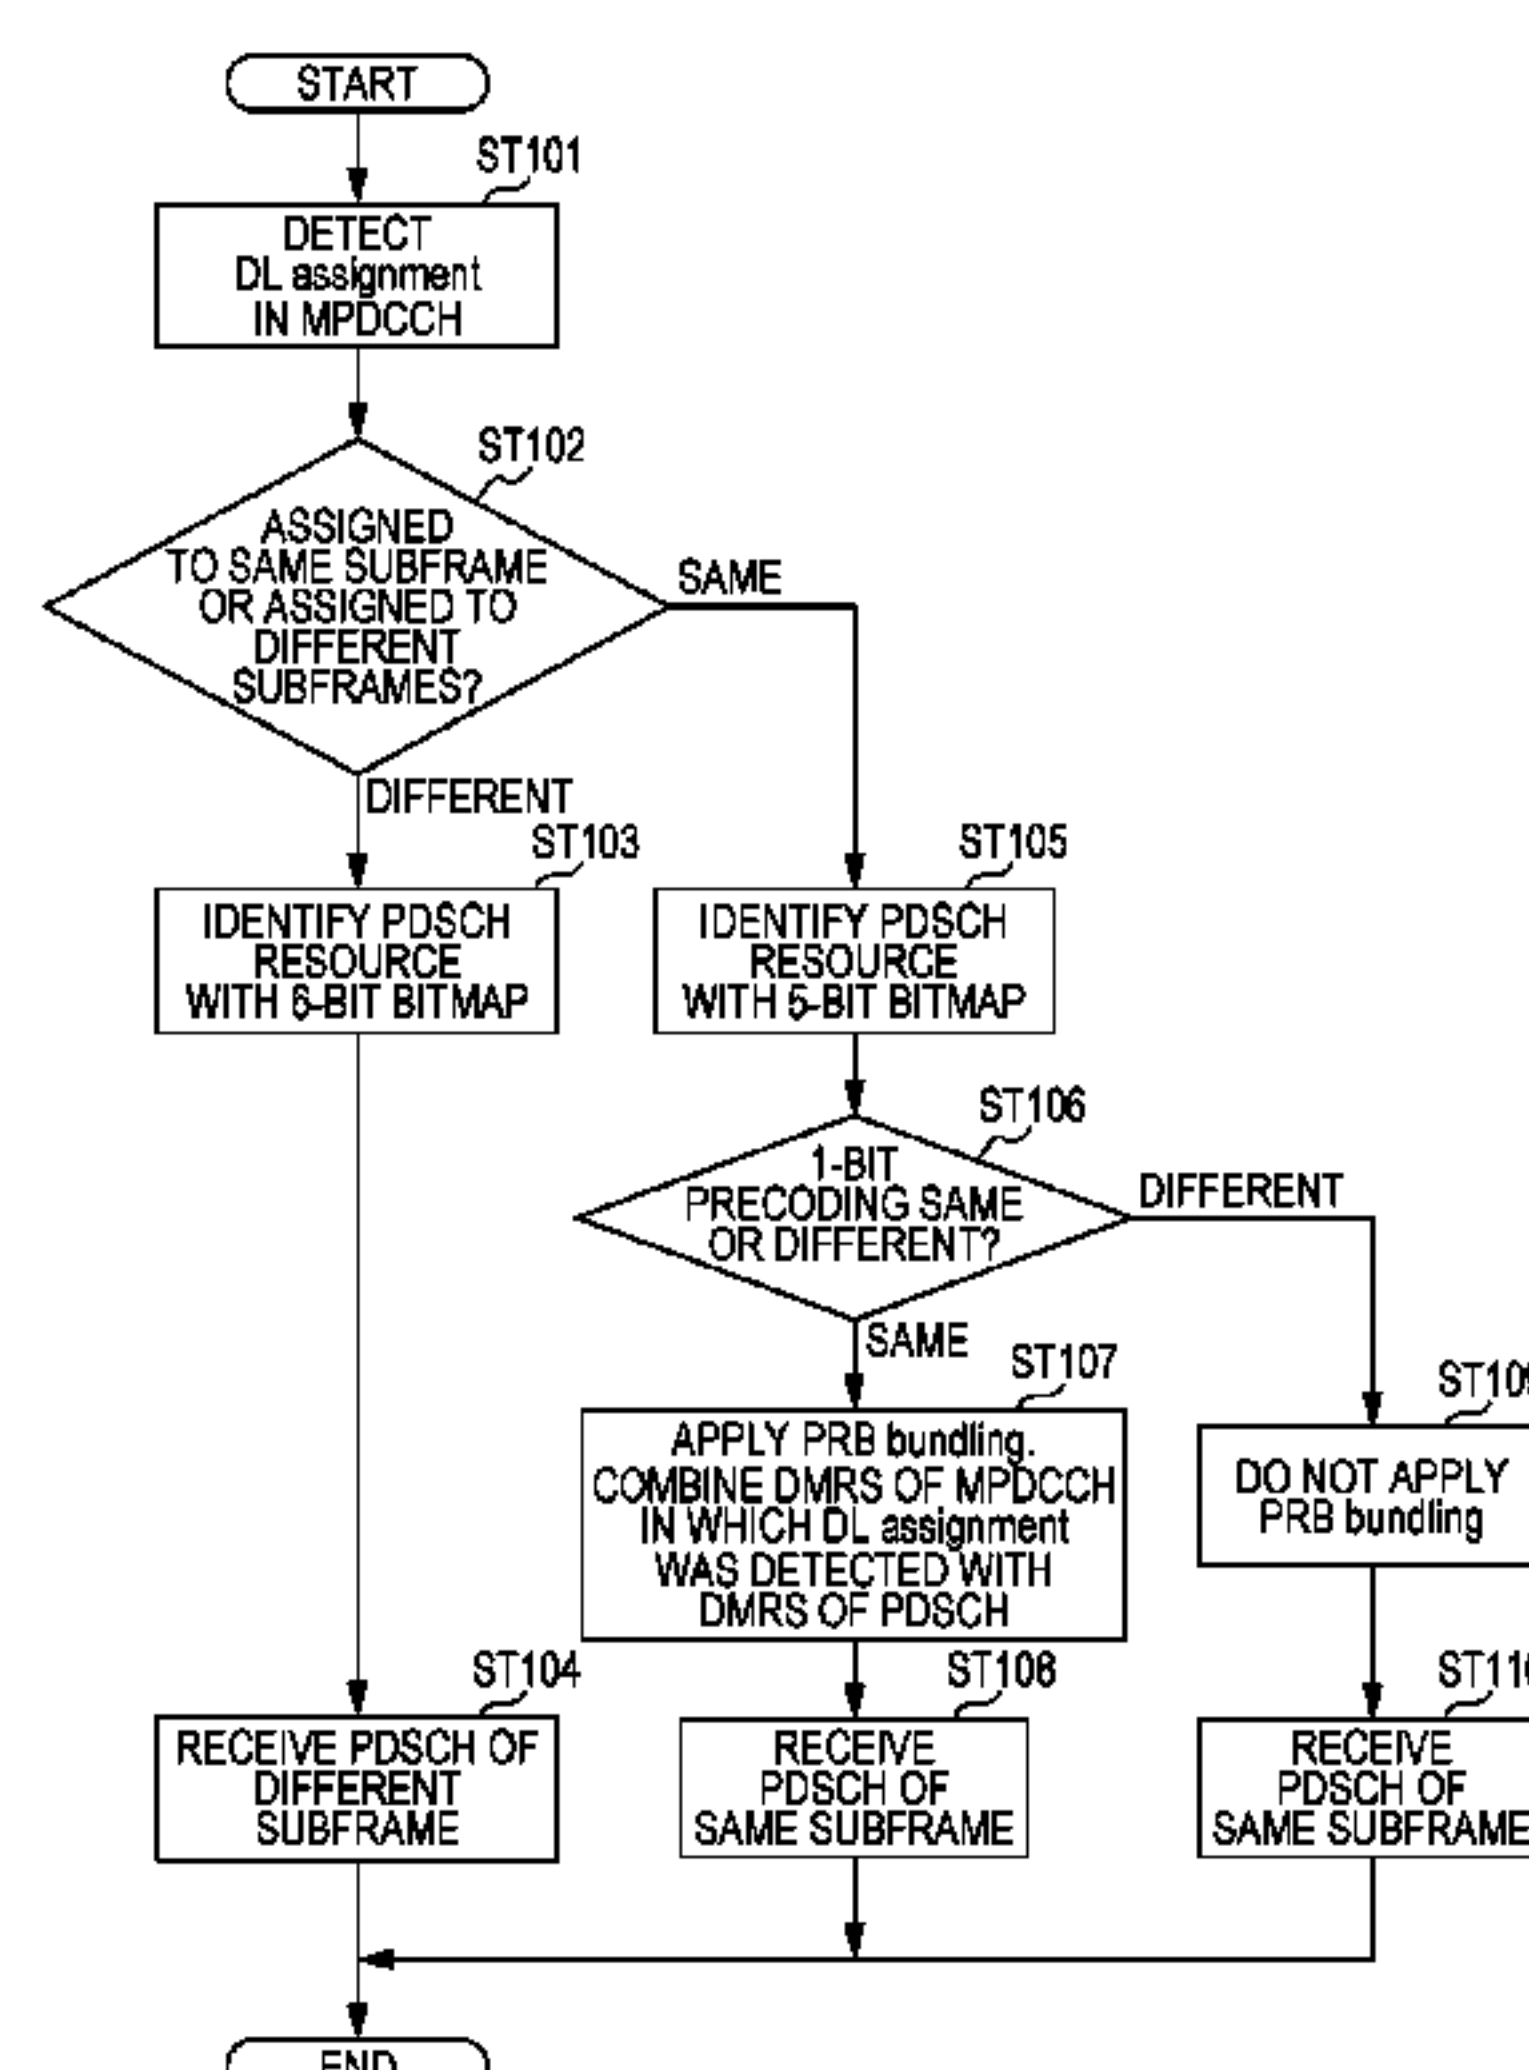 START
ST101
DETECT
DL assignment
IN MPDCCH
ST102
ASSIGNED
TO SAME SUBFRAME
OR ASSIGNED TO
DIFFERENT
SUBFRAMES?
SAME
DIFFERENT
ST103
IDENTIFY PDSCH
RESOURCE
WITH 6-BIT BITMAP
ST105
IDENTIFY PDSCH
RESOURCE
WITH 5-BIT BITMAP
ST106
1-BIT
PRECODING SAME
OR DIFFERENT?
DIFFERENT
SAME
ST107
APPLY PRB bundling.
COMBINE DMRS OF MPDCCH
IN WHICH DL assignment
WAS DETECTED WITH
DMRS OF PDSCH
ST109
DO NOT APPLY
PRB bundling
ST104
RECEIVE PDSCH OF
DIFFERENT
SUBFRAME
ST108
RECEIVE
PDSCH OF
SAME SUBFRAME
ST110
RECEIVE
PDSCH OF
SAME SUBFRAME
END